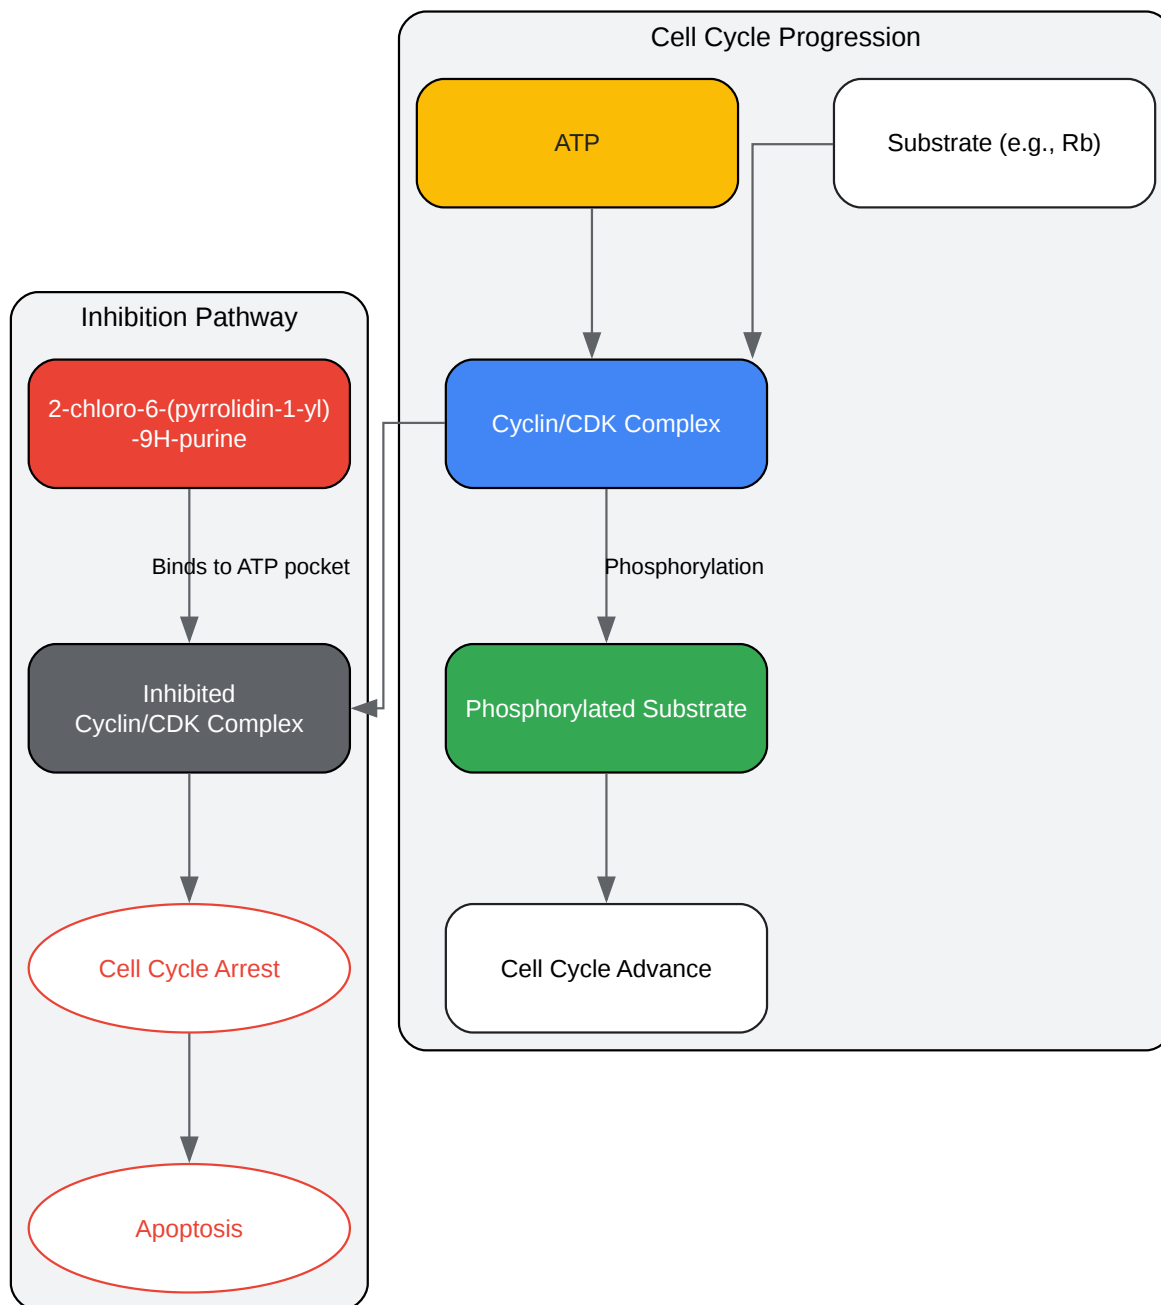 Cell Cycle Progression
ATP
Substrate (e.g., Rb)
Inhibition Pathway
2-chloro-6-(pyrrolidin-1-yl)
-9H-purine
Cyclin/CDK Complex
Binds to ATP pocket
Phosphorylation
Inhibited
Cyclin/CDK Complex
Phosphorylated Substrate
Cell Cycle Arrest
Cell Cycle Advance
Apoptosis